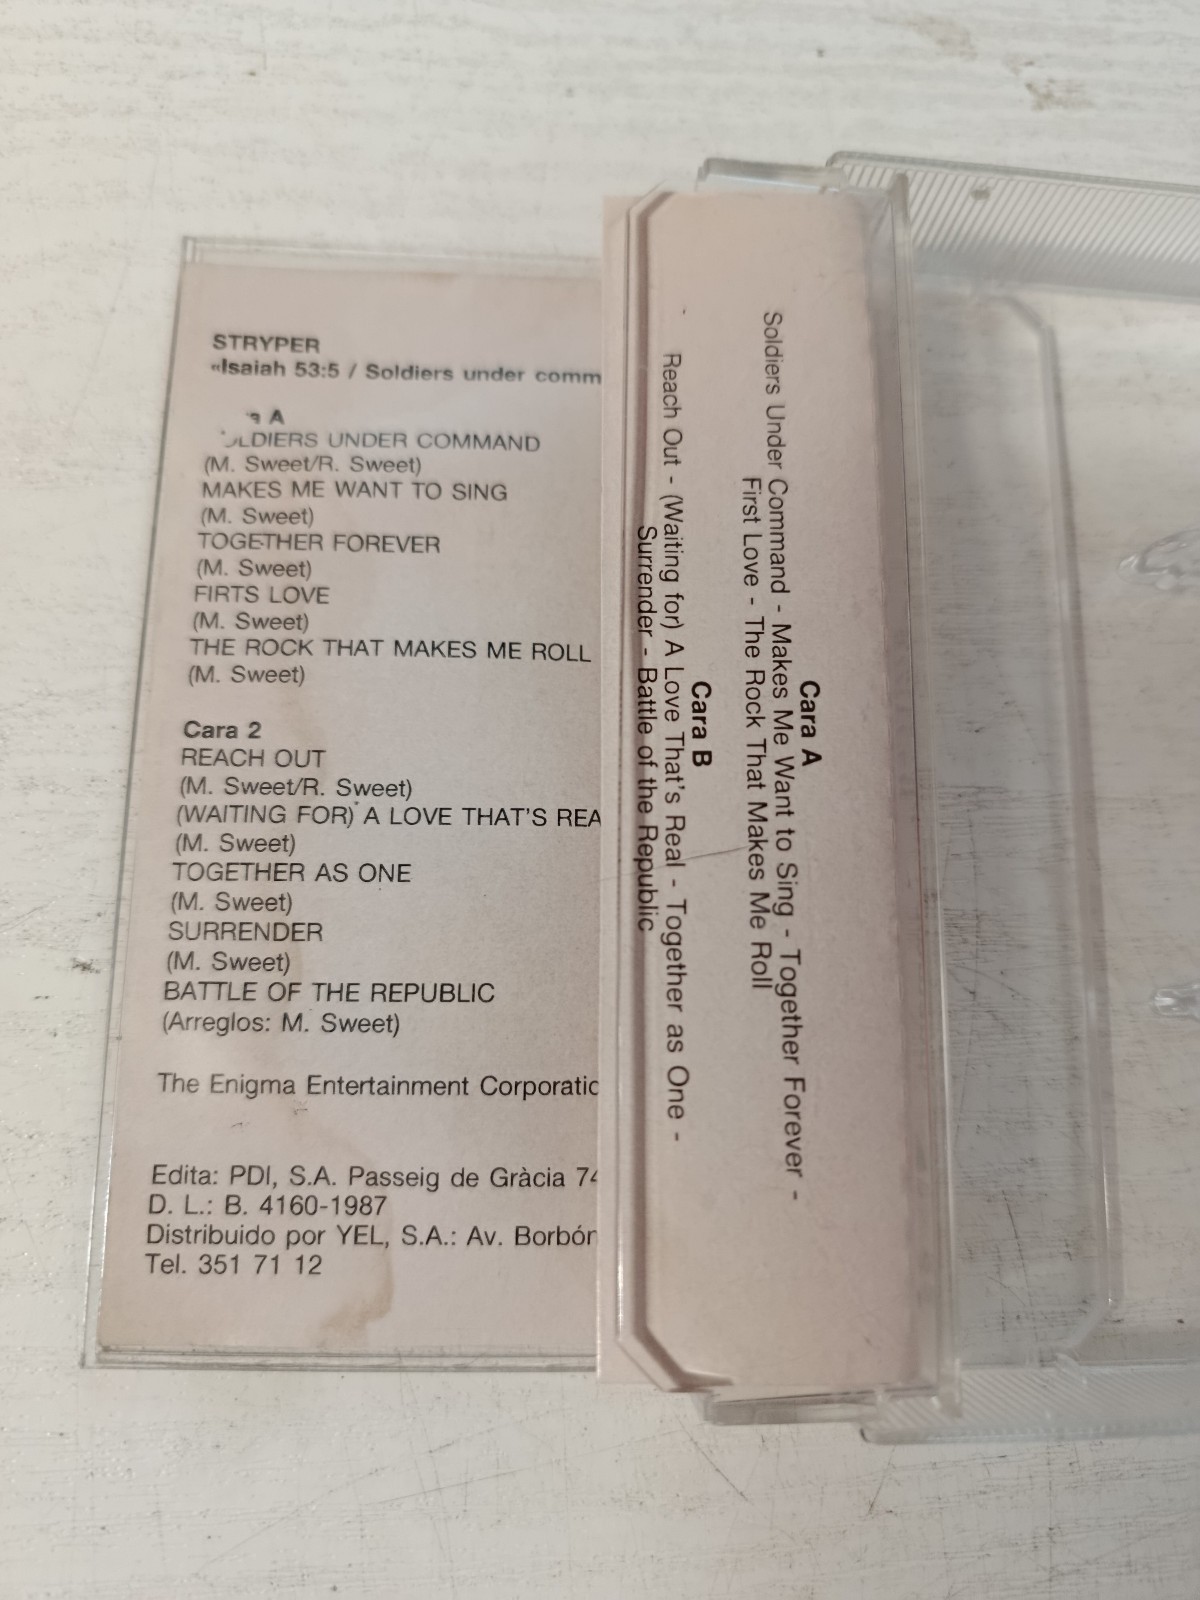 STRYPER
«Isaiah 53:5 / Soldiers under comm
A
LDIERS UNDER COMMAND
(M. Sweet/R. Sweet)
MAKES ME WANT TO SING
(M. Sweet)
TOGETHER FOREVER
(M. Sweet)
FIRTS LOVE
(M. Sweet)
THE ROCK THAT MAKES ME ROLL
(M. Sweet)
Cara 2
REACH OUT
(M. Sweet/R. Sweet)
(WAITING FOR) A LOVE THAT'S REA
(M. Sweet)
TOGETHER AS ONE
(M. Sweet)
SURRENDER
(M. Sweet)
BATTLE OF THE REPUBLIC
(Arreglos: M. Sweet)
The Enigma Entertainment Corporatio
Edita: PDI, S.A. Passeig de Gràcia 74
D. L.: B. 4160-1987
Distribuido por YEL, S.A.: Av. Borbón
Tel. 351 71 12
Cara A
Soldiers Under Command - Makes Me Want to Sing - Together Forever -
First Love - The Rock That Makes Me Roll
Cara B
Reach Out - (Waiting for) A Love That's Real - Together as One -
Surrender - Battle of the Republic